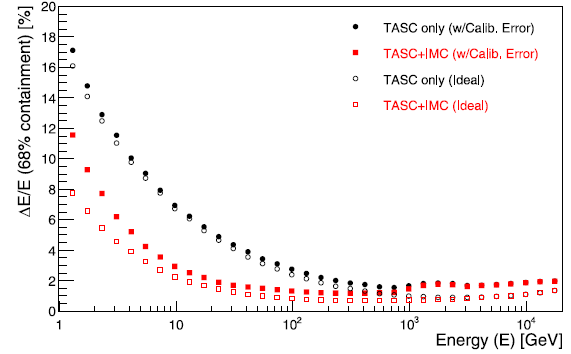 ΔE/E (68% containment) [%]
20
18
16
14
12
10
8
6
4
2
0
TASC only (w/Calib. Error)
TASC+IMC (w/Calib. Error)
TASC only (Ideal)
TASC+IMC (Ideal)
1 10 10² 10³ 10⁴
Energy (E) [GeV]